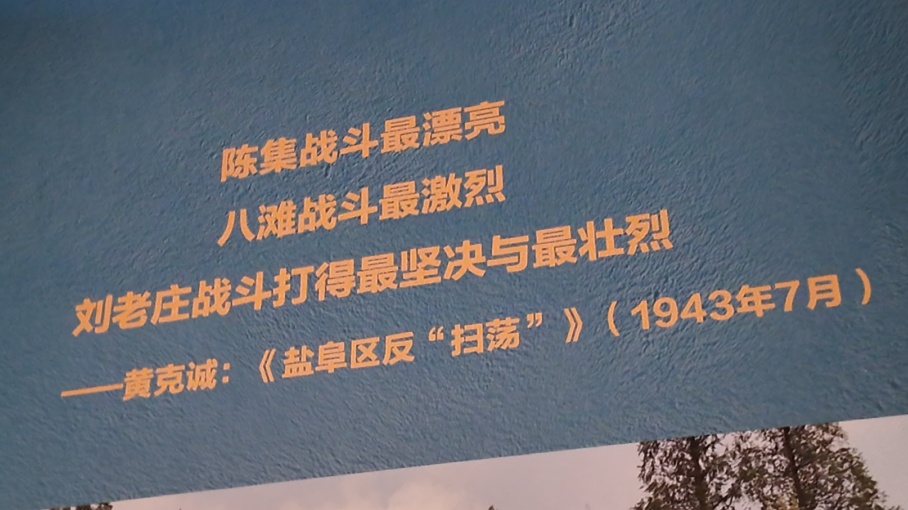 陈集战斗最漂亮
八滩战斗最激烈
刘老庄战斗打得最坚决与最壮烈
——黄克诚：《盐阜区反“扫荡”》（1943年7月）